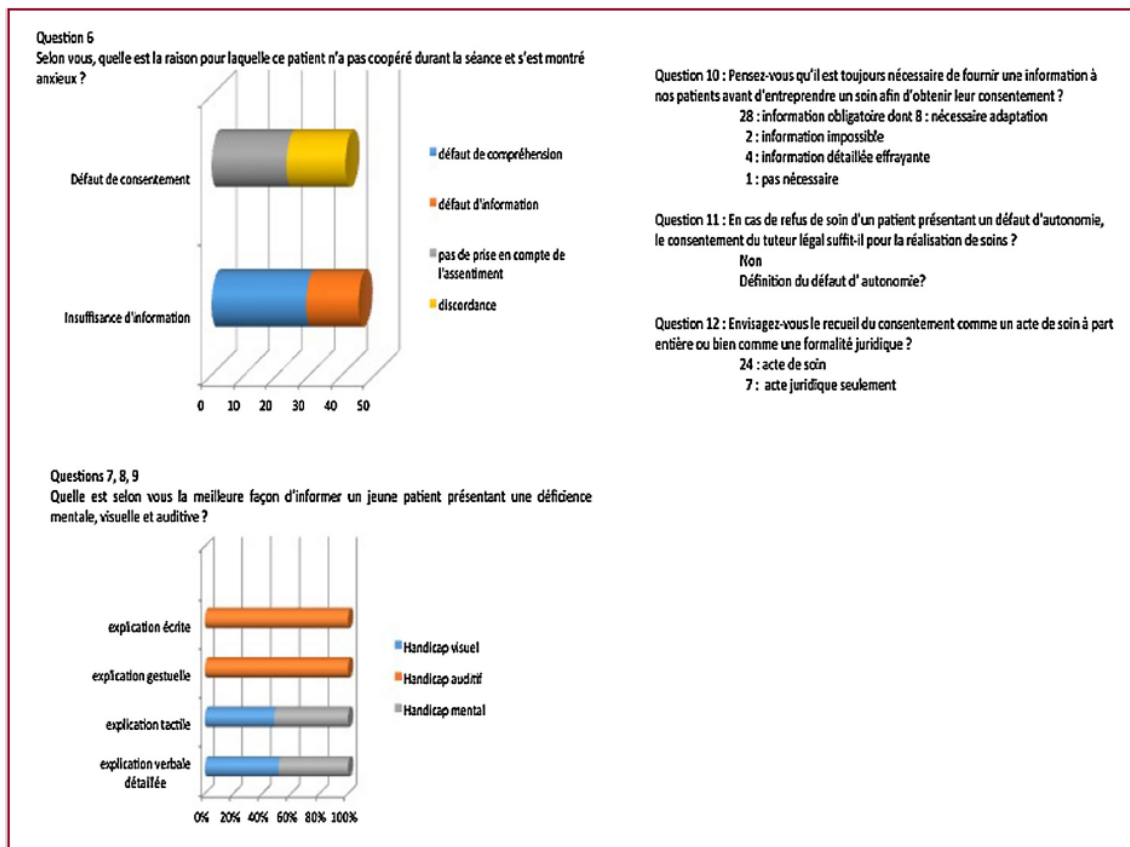 Question 6
Selon vous, quelle est la raison pour laquelle ce patient n'a pas coopéré durant la séance et s'est montré
anxieux ?
Défaut de consentement
Insuffisance d'information
0 10 20 30 40 50
défaut de compréhension
défaut d'information
pas de prise en compte de
l'assentiment
discordance
Questions 7, 8, 9
Quelle est selon vous la meilleure façon d'informer un jeune patient présentant une déficience
mentale, visuelle et auditive ?
explication écrite
explication gestuelle
explication tactile
explication verbale
détaillée
0% 20% 40% 60% 80% 100%
Handicap visuel
Handicap auditif
Handicap mental
Question 10 : Pensez-vous qu'il est toujours nécessaire de fournir une information à
nos patients avant d'entreprendre un soin afin d'obtenir leur consentement ?
28 : information obligatoire dont 8 : nécessaire adaptation
2 : information impossible
4 : information détaillée effrayante
1 : pas nécessaire
Question 11 : En cas de refus de soin d'un patient présentant un défaut d'autonomie,
le consentement du tuteur légal suffit-il pour la réalisation de soins ?
Non
Définition du défaut d' autonomie?
Question 12 : Envisagez-vous le recueil du consentement comme un acte de soin à part
entière ou bien comme une formalité juridique ?
24 : acte de soin
7 : acte juridique seulement